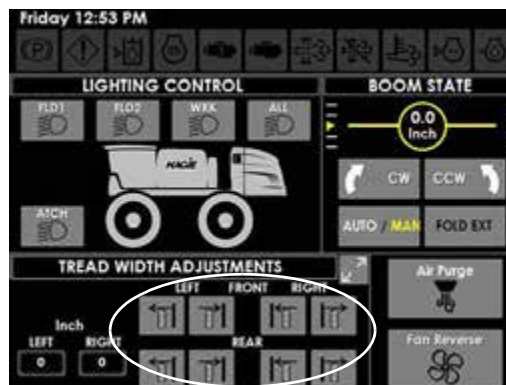 Friday 12:53 PM
LIGHTING CONTROL
BOOM STATE
FLD1 FLD2 WRK ALL
0.0
Inch
HAGIE
CW CCW
ATCH
AUTO / MAN FOLD EXT
TREAD WIDTH ADJUSTMENTS
Air Purge
LEFT FRONT RIGHT
Inch
LEFT RIGHT
REAR
Fan Reverse
0 0